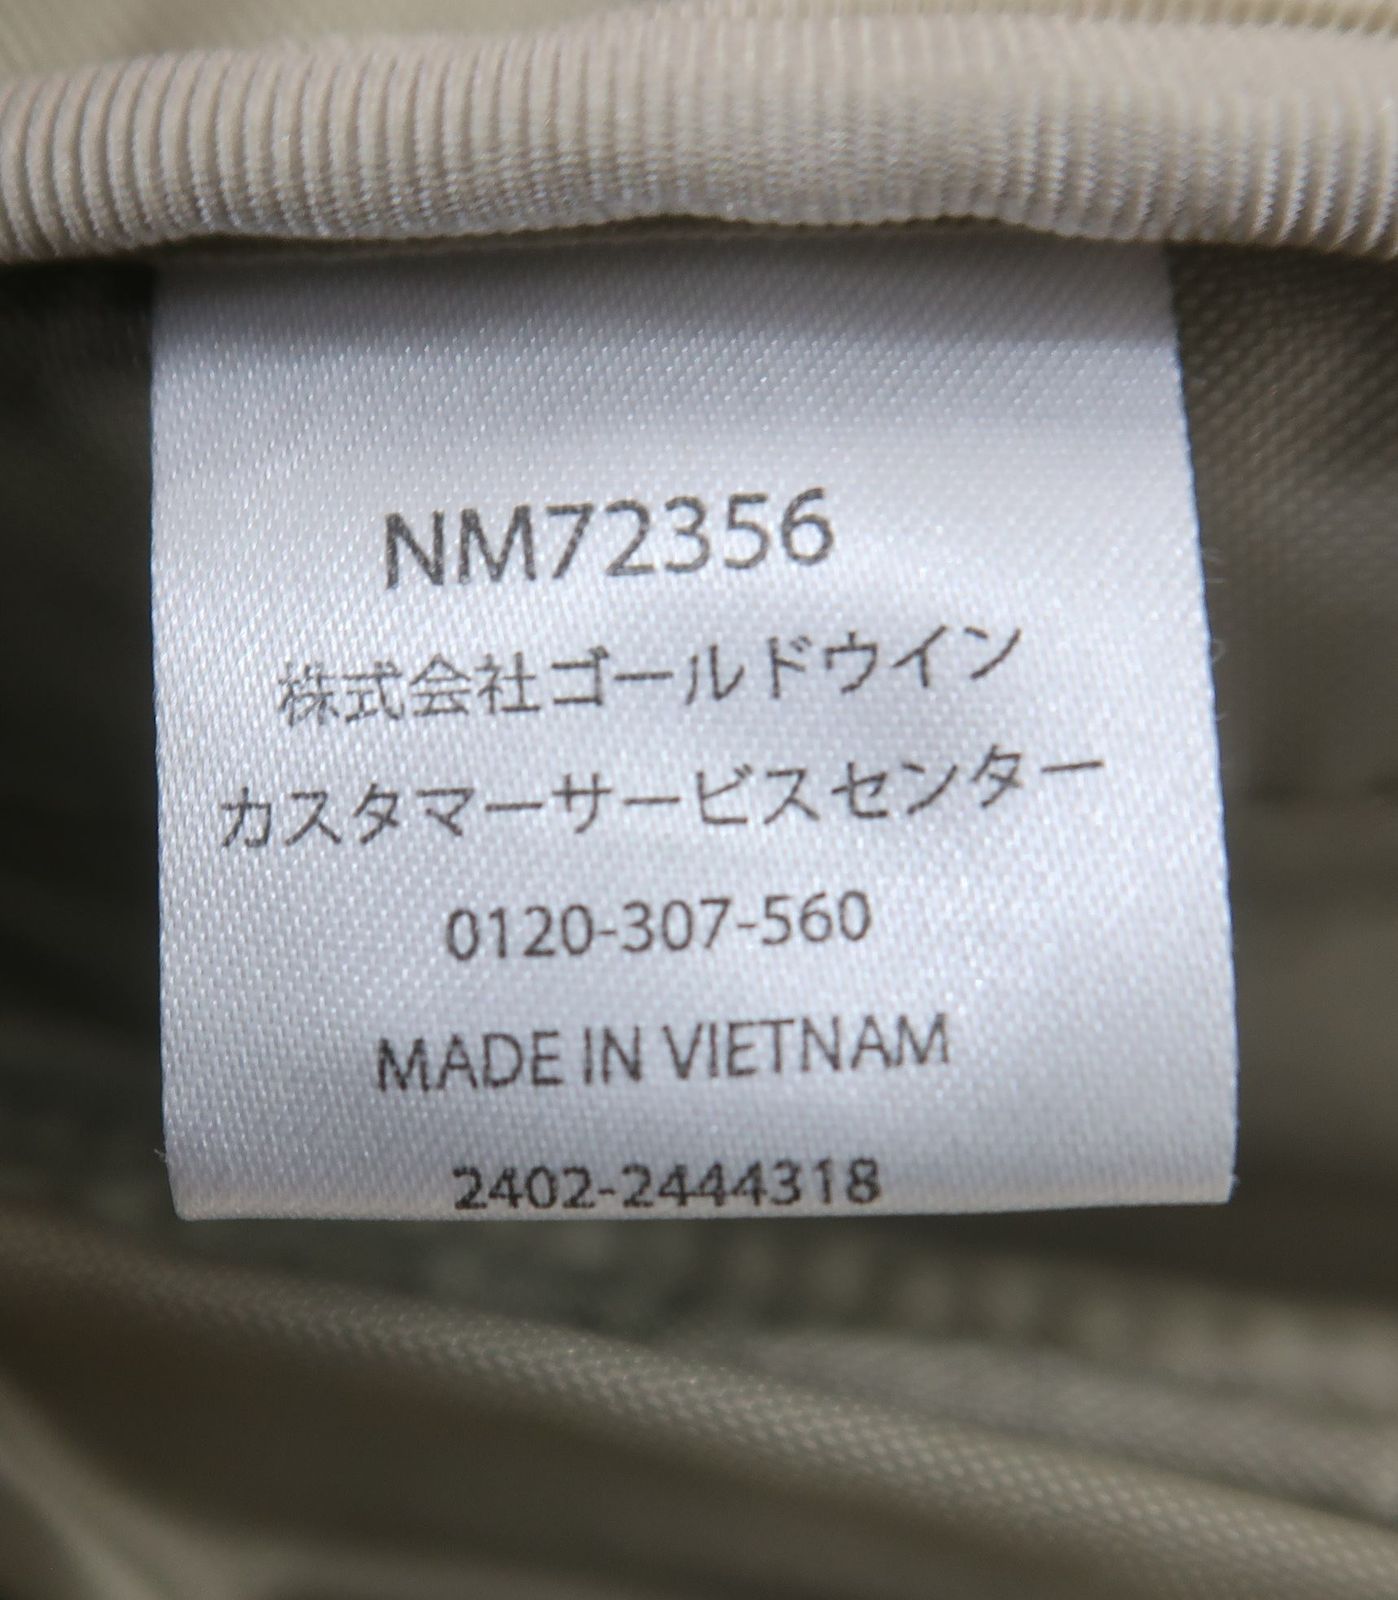 NM72356
株式会社ゴールドウイン
カスタマーサービスセンター
0120-307-560
MADE IN VIETNAM
2402-2444318